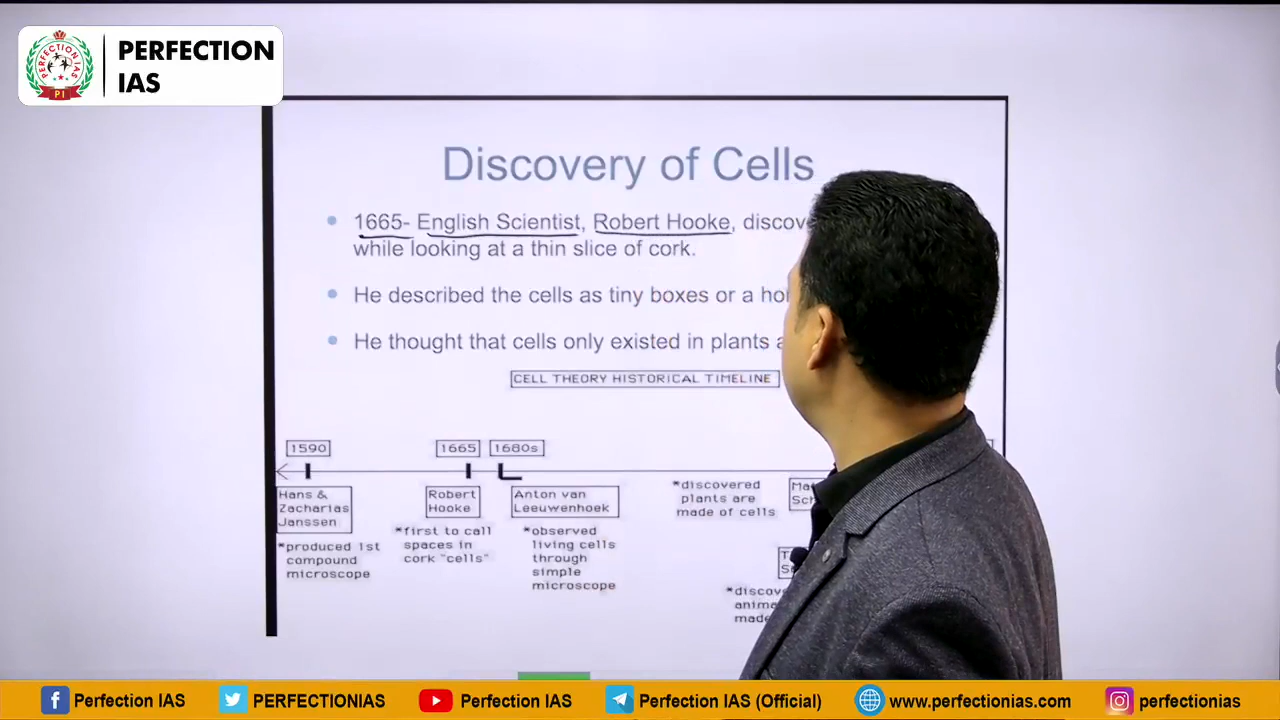 PERFECTION
IAS
PERFECTION IAS
PI
Discovery of Cells
1665- English Scientist, Robert Hooke,
while looking at a thin slice of cork.
He described the cells as tiny boxes or a
He thought that cells only existed in plants
CELL THEORY HISTORICAL TIMELINE
1590
1665
1680s
Hans &
Zacharias
Janssen
*produced 1st
compound
microscope
Robert
Hooke
*first to call
spaces in
cork "cells"
Anton van
Leeuwenhoek
*observed
living cells
through
simple
microscope
*discovered
plants are
made of cells
made
Perfection IAS
PERFECTIONIAS
Perfection IAS
Perfection IAS (Official)
www.perfectionias.com
perfectionias